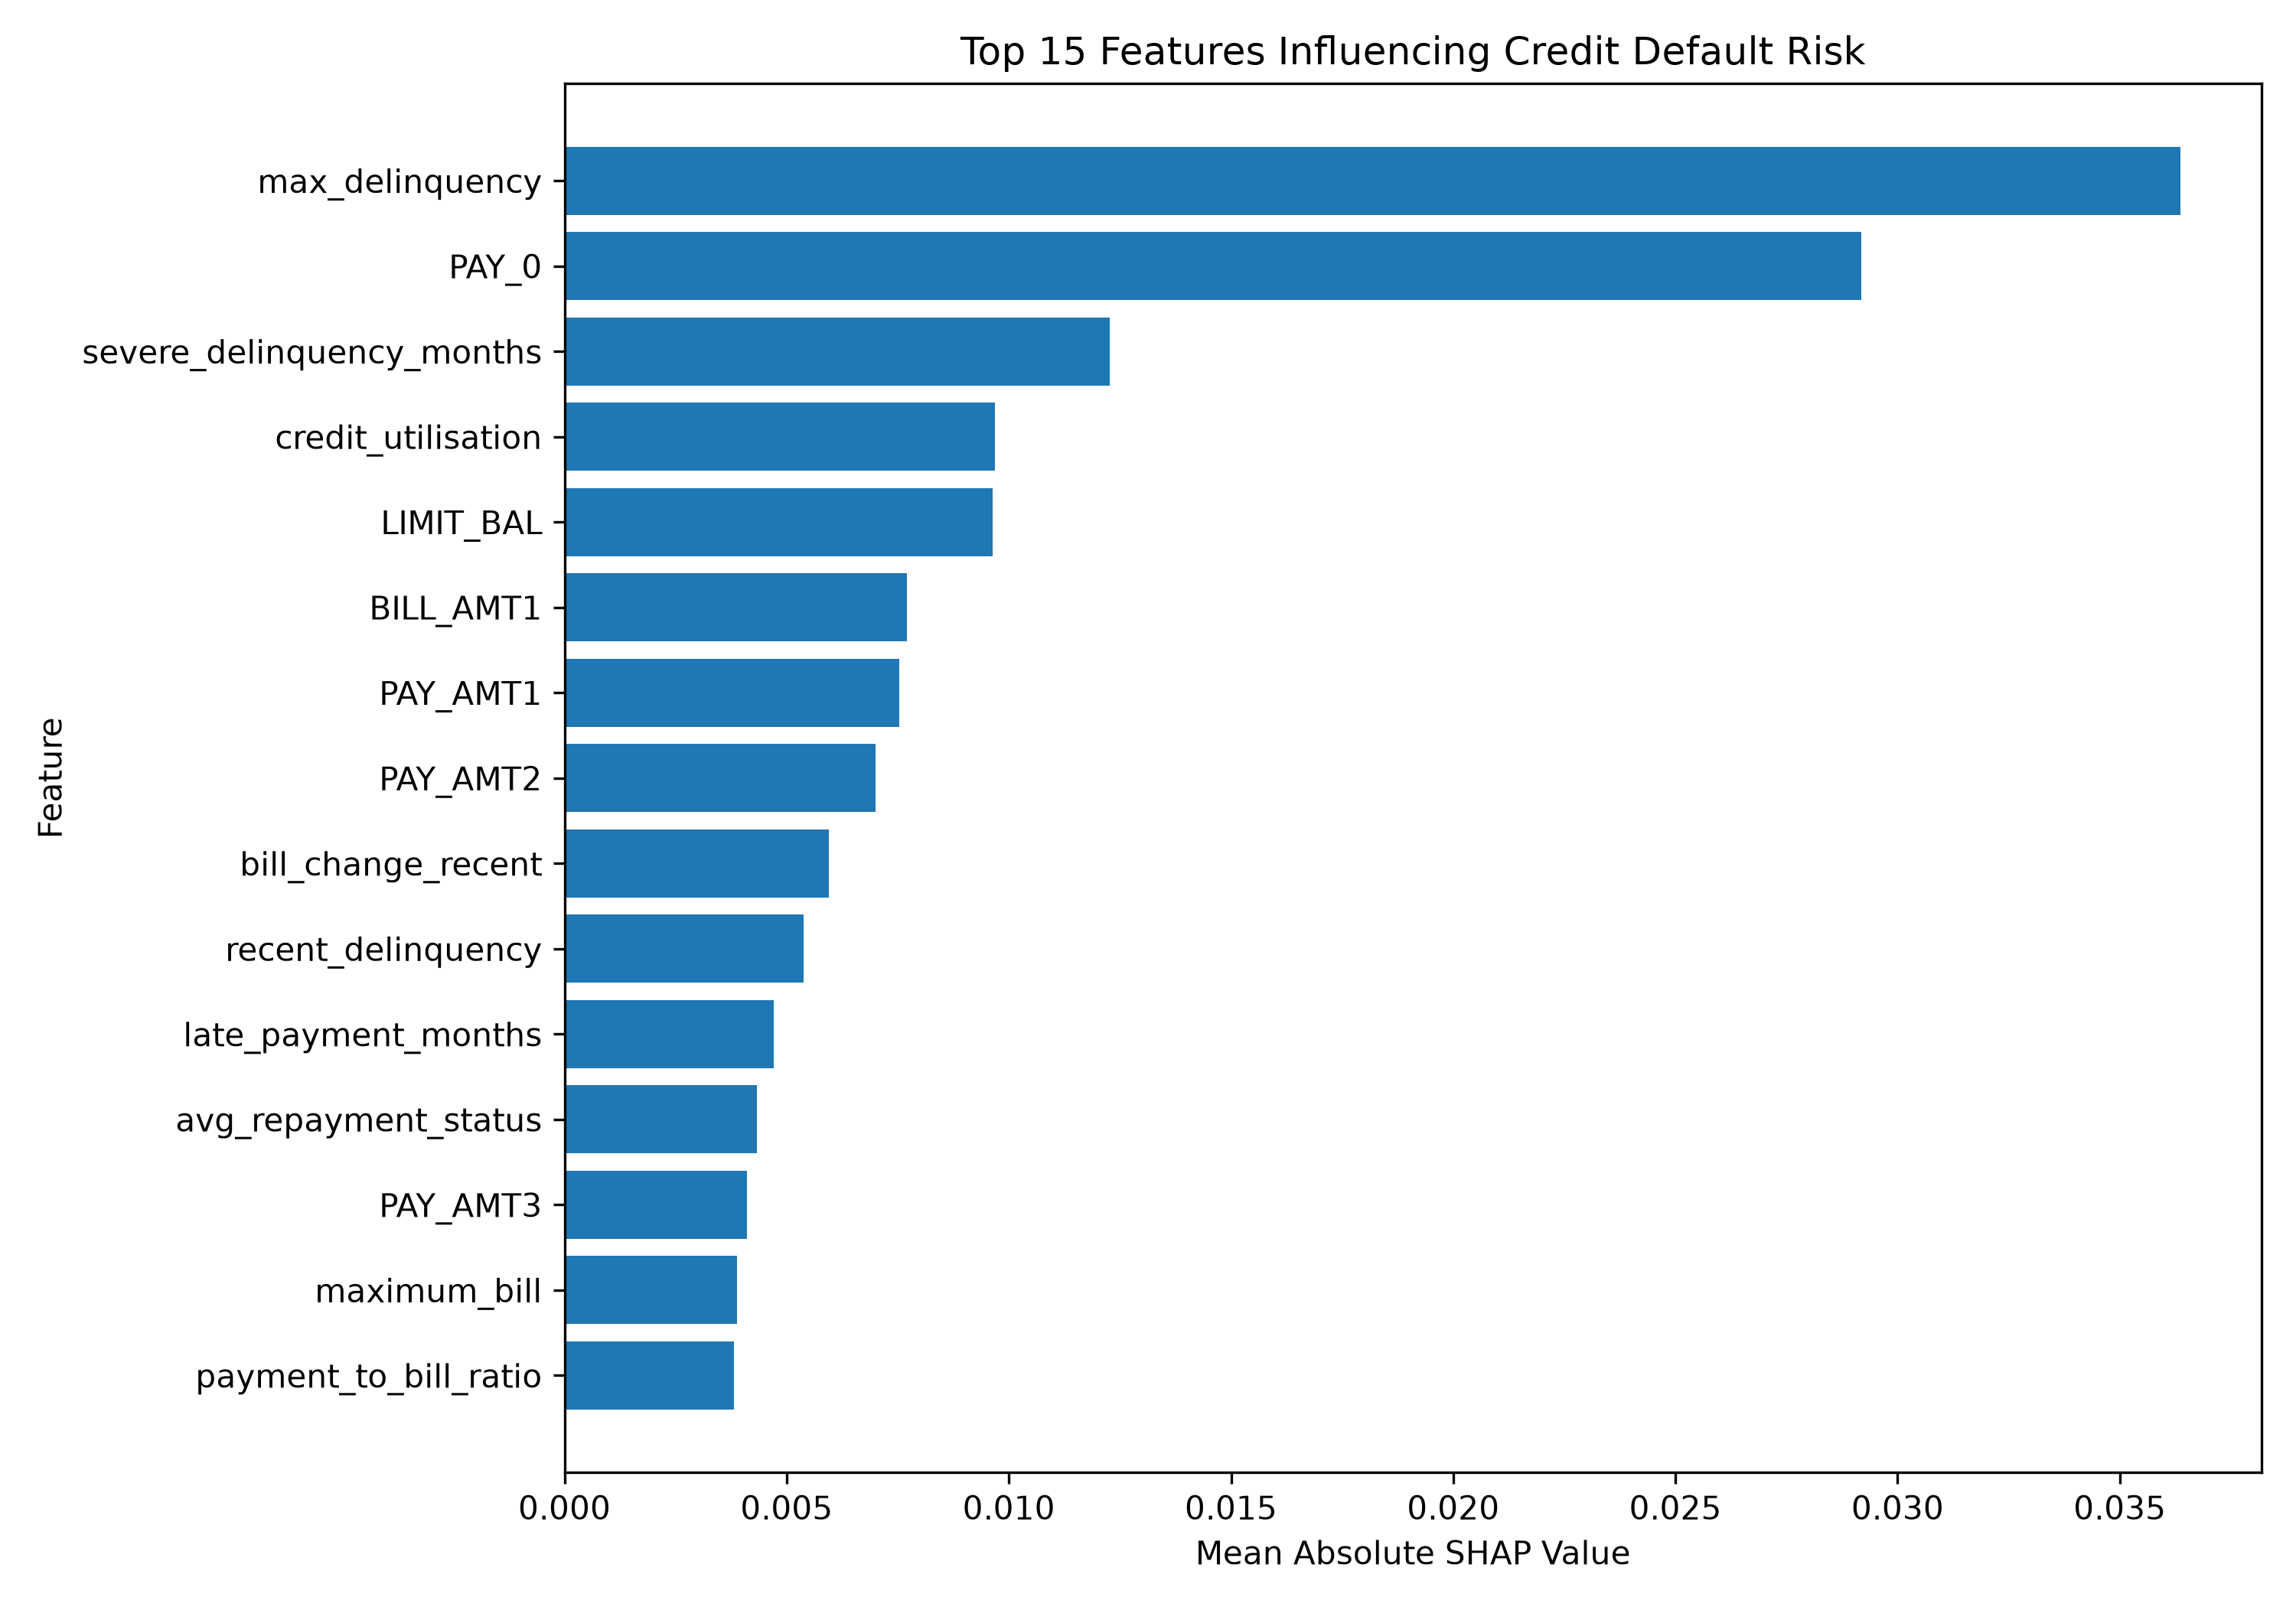 Top 15 Features Influencing Credit Default Risk
max_delinquency
PAY_0
severe_delinquency_months
credit_utilisation
LIMIT_BAL
BILL_AMT1
PAY_AMT1
PAY_AMT2
bill_change_recent
recent_delinquency
late_payment_months
avg_repayment_status
PAY_AMT3
maximum_bill
payment_to_bill_ratio
Feature
0.000 0.005 0.010 0.015 0.020 0.025 0.030 0.035
Mean Absolute SHAP Value